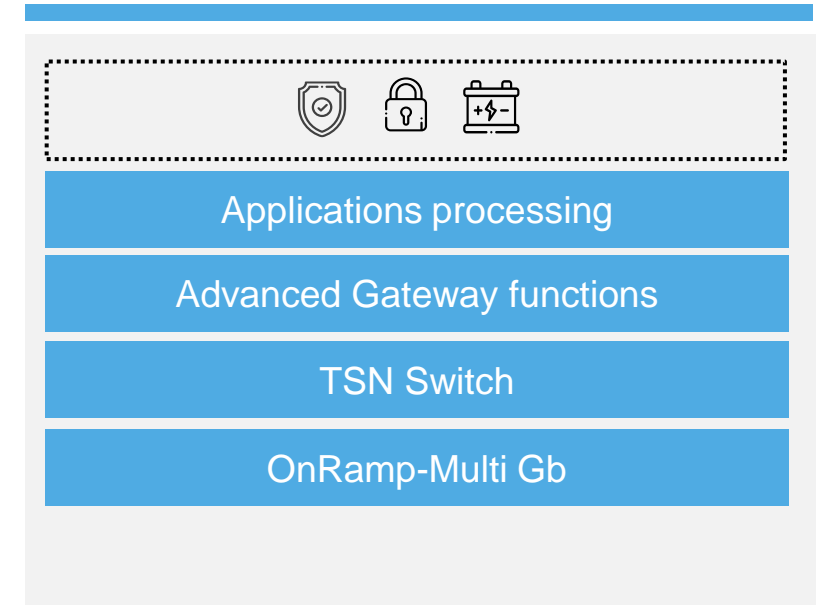 Applications processing
Advanced Gateway functions
TSN Switch
OnRamp-Multi Gb